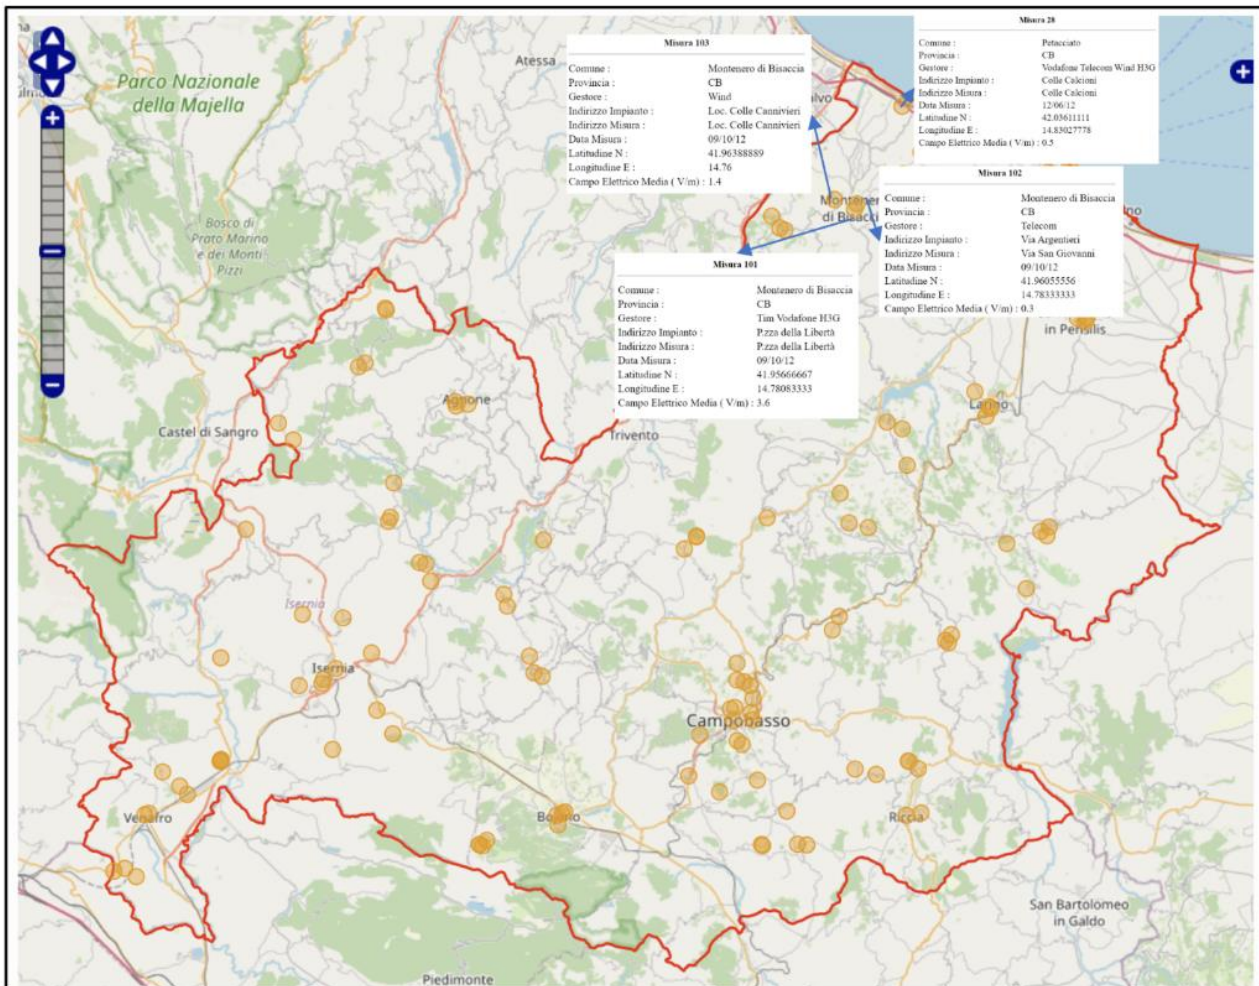 Misura 28
Comune : Petacciato
Provincia : CB
Gestore : Vodafone Telecom Wind H3G
Indirizzo Impianto : Colle Calcioni
Indirizzo Misura : Colle Calcioni
Data Misura : 12/06/12
Latitudine N : 42.03611111
Longitudine E : 14.83027778
Campo Elettrico Media ( V/m) : 0.5
Misura 103
Comune : Montenero di Bisaccia
Provincia : CB
Gestore : Wind
Indirizzo Impianto : Loc. Colle Cannivieri
Indirizzo Misura : Loc. Colle Cannivieri
Data Misura : 09/10/12
Latitudine N : 41.96388889
Longitudine E : 14.76
Campo Elettrico Media ( V/m) : 1.4
Atessa
Parco Nazionale
della Majella
Misura 102
Comune : Montenero di Bisaccia
Provincia : CB
Gestore : Telecom
Indirizzo Impianto : Via Argentieri
Indirizzo Misura : Via San Giovanni
Data Misura : 09/10/12
Latitudine N : 41.96055556
Longitudine E : 14.78333333
Campo Elettrico Media ( V/m) : 0.3
di Bisacci
Bosco di
Prato Marino
e dei Monti
Pizzi
Misura 101
Comune : Montenero di Bisaccia
Provincia : CB
Gestore : Tim Vodafone H3G
Indirizzo Impianto : P.zza della Libertà
Indirizzo Misura : P.zza della Libertà
Data Misura : 09/10/12
Latitudine N : 41.95666667
Longitudine E : 14.78083333
Campo Elettrico Media ( V/m) : 3.6
in Pensilis
Agnone
Larino
Castel di Sangro
Trivento
Isernia
Isernia
Campobasso
Venafro
Bojano
Riccia
San Bartolomeo
in Galdo
Piedimonte